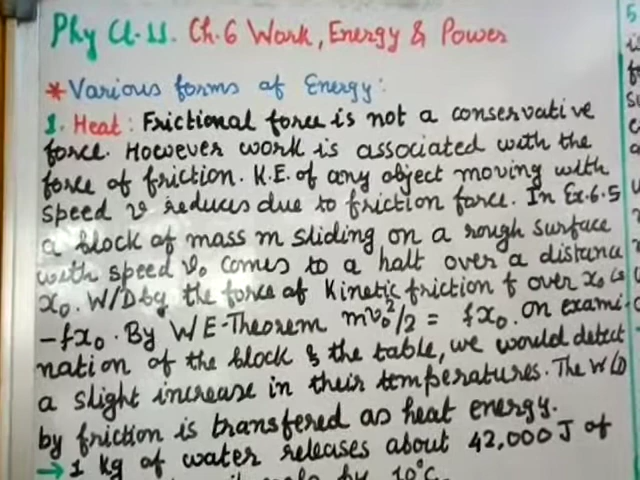 Phy Cl-11. Ch.6 Work, Energy & Power
* Various forms of Energy:
1. Heat: Frictional force is not a conservative
force. However work is associated with the
force of friction. K.E. of any object moving with
speed v reduces due to friction force. In Ex.6.5
a block of mass m sliding on a rough surface
with speed v₀ comes to a halt over a distance
x₀. W/D by the force of Kinetic friction f over x₀ is
-fx₀. By WE-Theorem mv₀²/2 = fx₀. On exami-
nation of the block & the table, we would detect
a slight increase in their temperatures. The W/D
by friction is transfered as heat energy.
→ 1 kg of water releases about 42,000 J of
by 10°C.